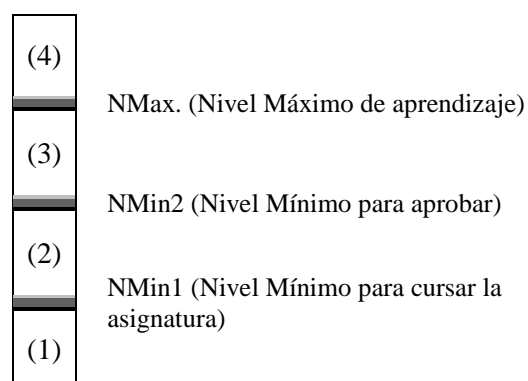 (4)
NMax. (Nivel Máximo de aprendizaje)
(3)
NMin2 (Nivel Mínimo para aprobar)
(2)
NMin1 (Nivel Mínimo para cursar la
asignatura)
(1)